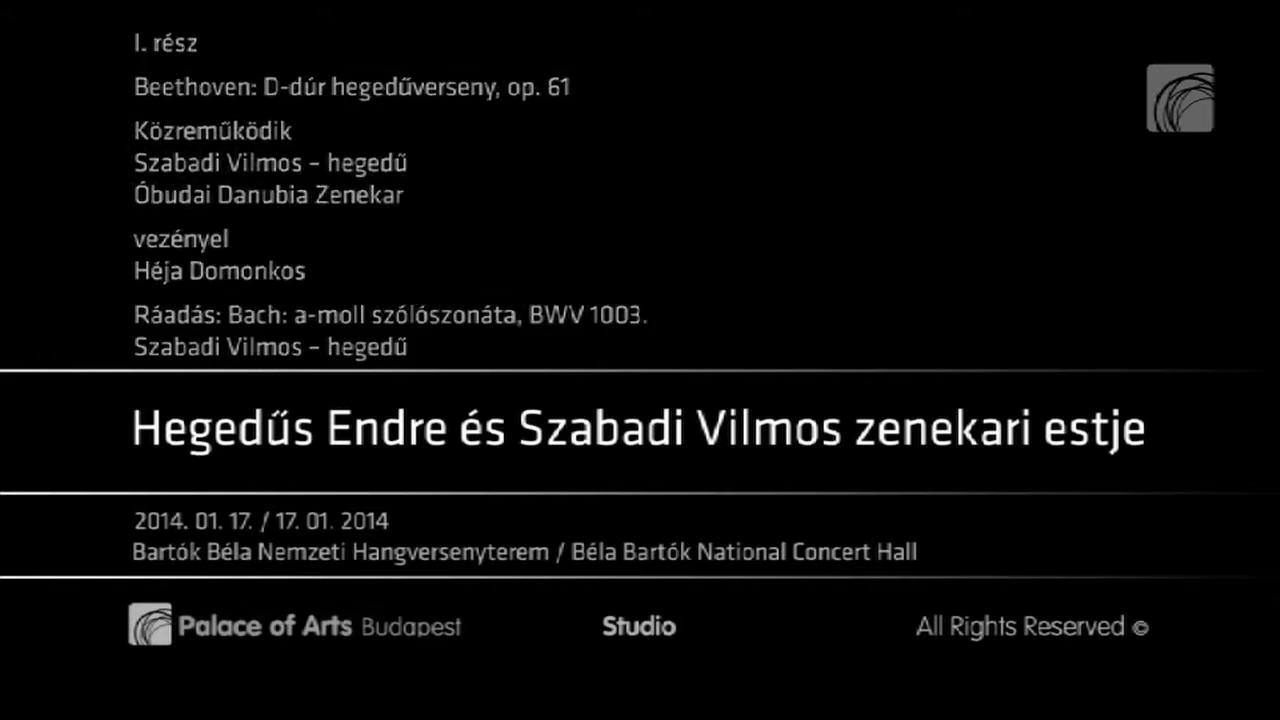 I. rész
Beethoven: D-dúr hegedűverseny, op. 61
Közreműködik
Szabadi Vilmos – hegedű
Óbudai Danubia Zenekar
vezényel
Héja Domonkos
Ráadás: Bach: a-moll szólószonáta, BWV 1003.
Szabadi Vilmos – hegedű
Hegedűs Endre és Szabadi Vilmos zenekari estje
2014. 01. 17. / 17. 01. 2014
Bartók Béla Nemzeti Hangversenyterem / Béla Bartók National Concert Hall
Palace of Arts Budapest Studio All Rights Reserved ©